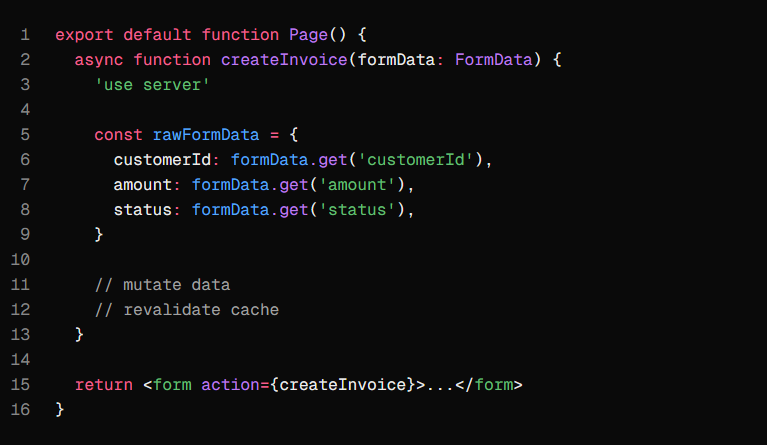 1 export default function Page() {
2   async function createInvoice(formData: FormData) {
3     'use server'
4
5     const rawFormData = {
6       customerId: formData.get('customerId'),
7       amount: formData.get('amount'),
8       status: formData.get('status'),
9     }
10
11     // mutate data
12     // revalidate cache
13   }
14
15   return <form action={createInvoice}>...</form>
16 }